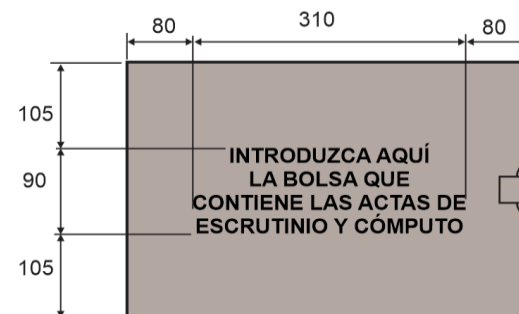 80 310 80
105
90
105
INTRODUZCA AQUÍ
LA BOLSA QUE
CONTIENE LAS ACTAS DE
ESCRUTINIO Y CÓMPUTO